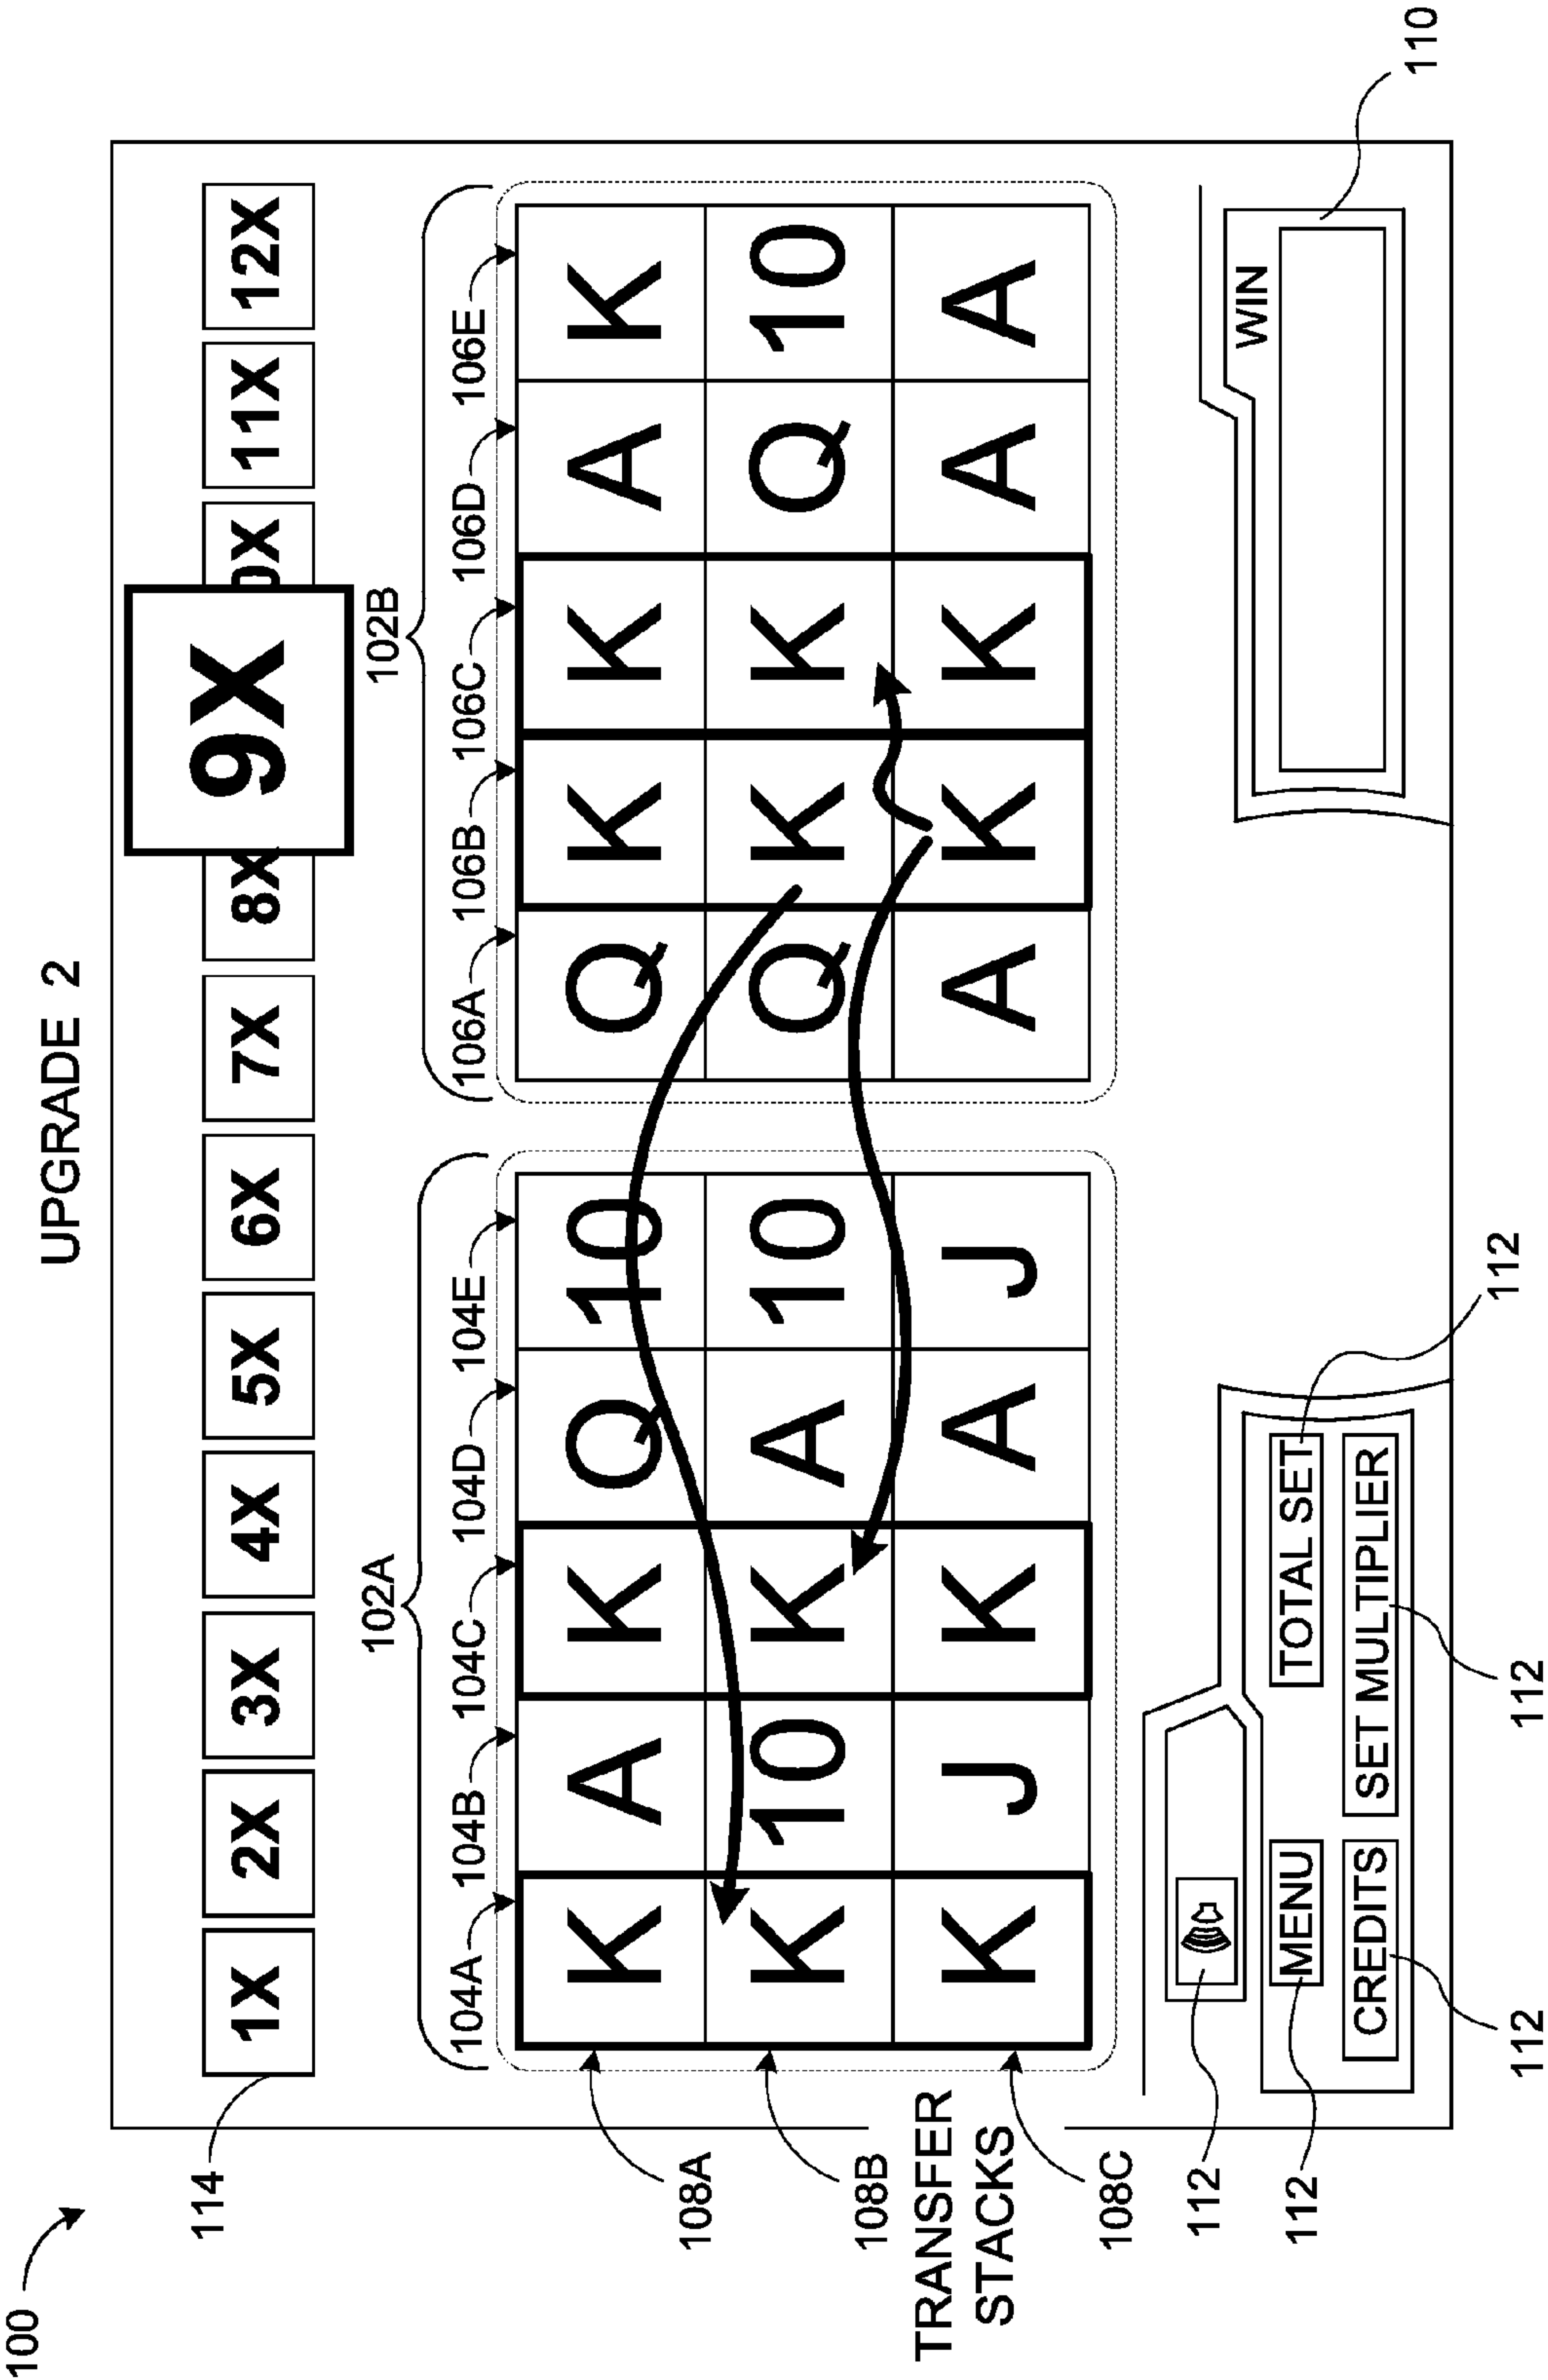 100
UPGRADE 2
114
1X 2X 3X 4X 5X 6X 7X 8X 9X 0X 11X 12X
102A 102B
104A 104B 104C 104D 104E 106A 106B 106C 106D 106E
108A
K A K Q 10 Q K K A K
108B
K 10 K A 10 Q K K Q 10
TRANSFER
STACKS
108C
K J K A J A K K A A
112
112
MENU TOTAL SET
112
CREDITS SET MULTIPLIER
112 112
WIN
110